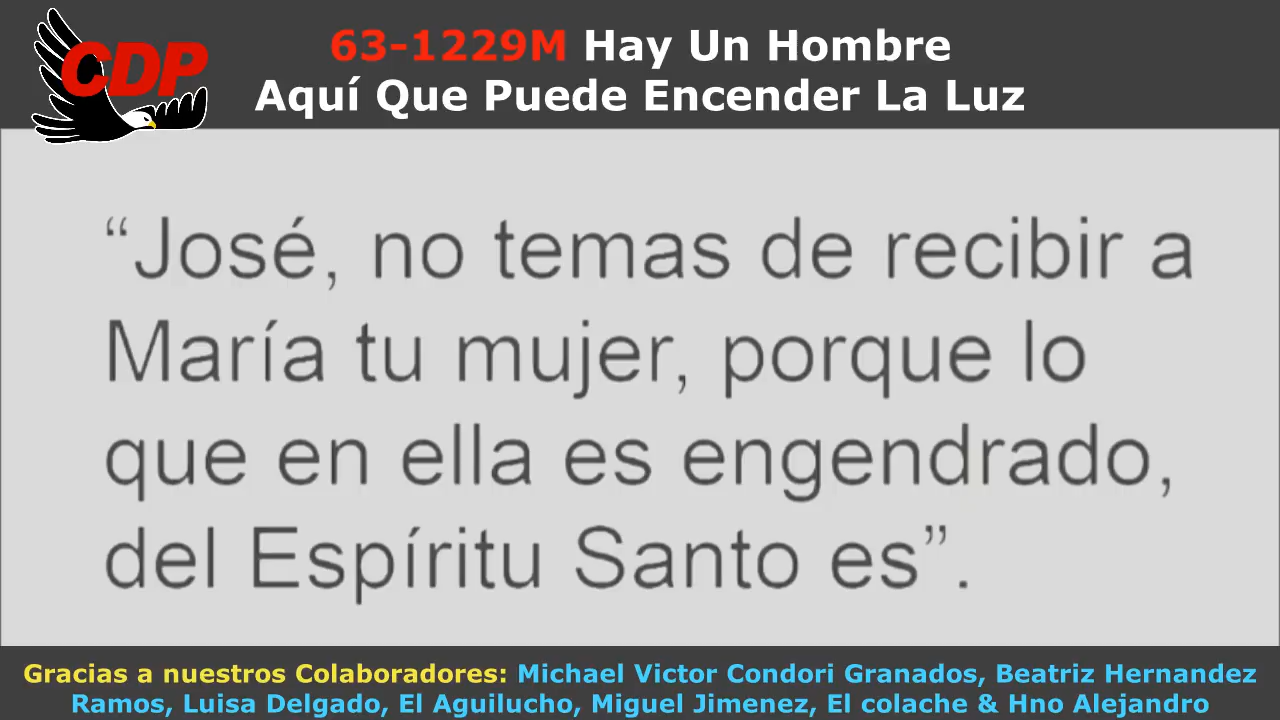 CDP
63-1229M Hay Un Hombre
Aquí Que Puede Encender La Luz
“José, no temas de recibir a
María tu mujer, porque lo
que en ella es engendrado,
del Espíritu Santo es”.
Gracias a nuestros Colaboradores: Michael Victor Condori Granados, Beatriz Hernandez
Ramos, Luisa Delgado, El Aguilucho, Miguel Jimenez, El colache & Hno Alejandro